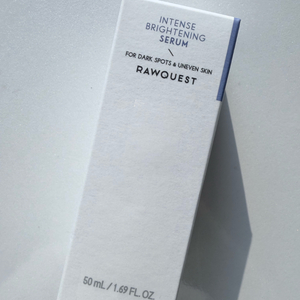 INTENSE
BRIGHTENING
SERUM
\
FOR DARK SPOTS & UNEVEN SKIN
RAWQUEST
50 mL / 1.69 FL. OZ.